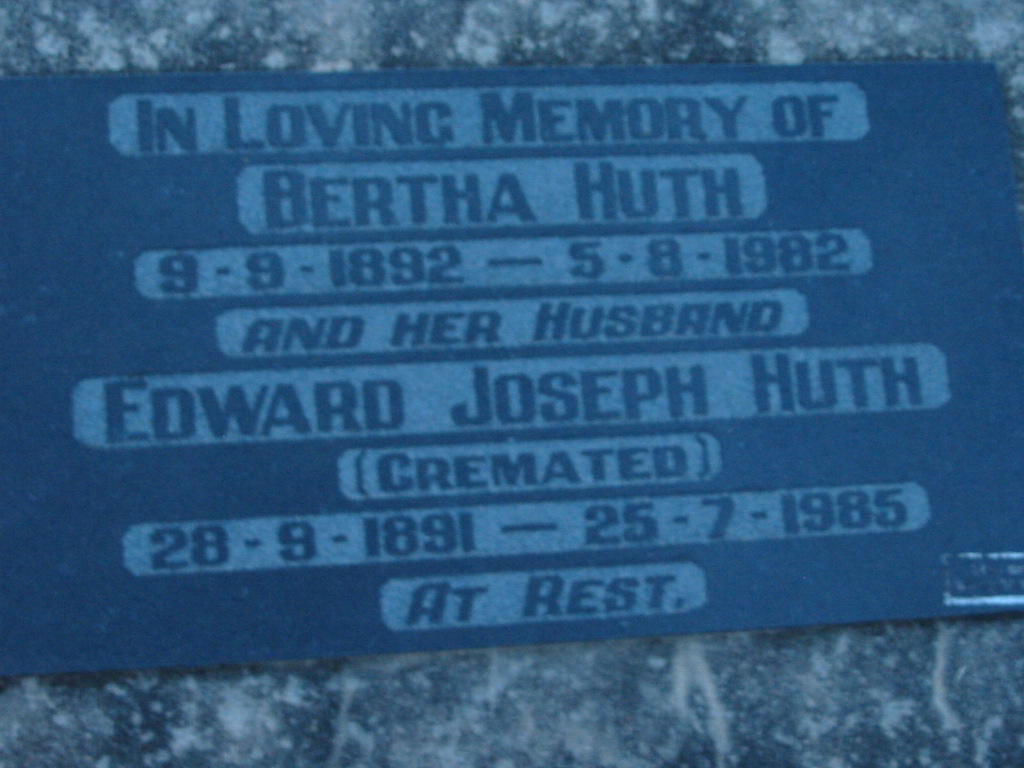 IN LOVING MEMORY OF
BERTHA HUTH
9-9-1892 — 5-8-1982
AND HER HUSBAND
EDWARD JOSEPH HUTH
(CREMATED)
28-9-1891 — 25-7-1985
AT REST.